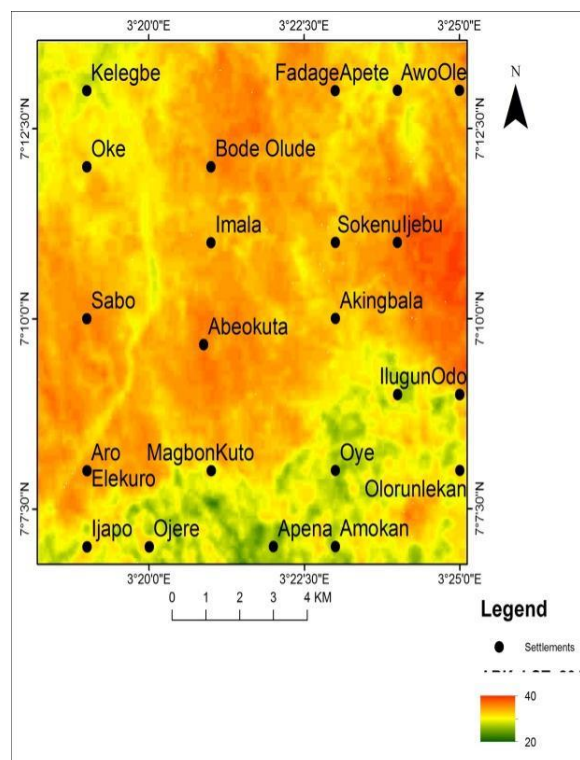 3°20'0"E 3°22'30"E 3°25'0"E
Kelegbe FadageApete AwoOle
N
7°12'30"N 7°12'30"N
Oke Bode Olude
Imala SokenuIjebu
Sabo Akingbala
7°10'0"N 7°10'0"N
Abeokuta
IlugunOdo
Aro MagbonKuto Oye
Elekuro Olorunlekan
7°7'30"N 7°7'30"N
Ijapo Ojere Apena Amokan
3°20'0"E 3°22'30"E 3°25'0"E
0 1 2 3 4 KM
Legend
Settlements
40
20